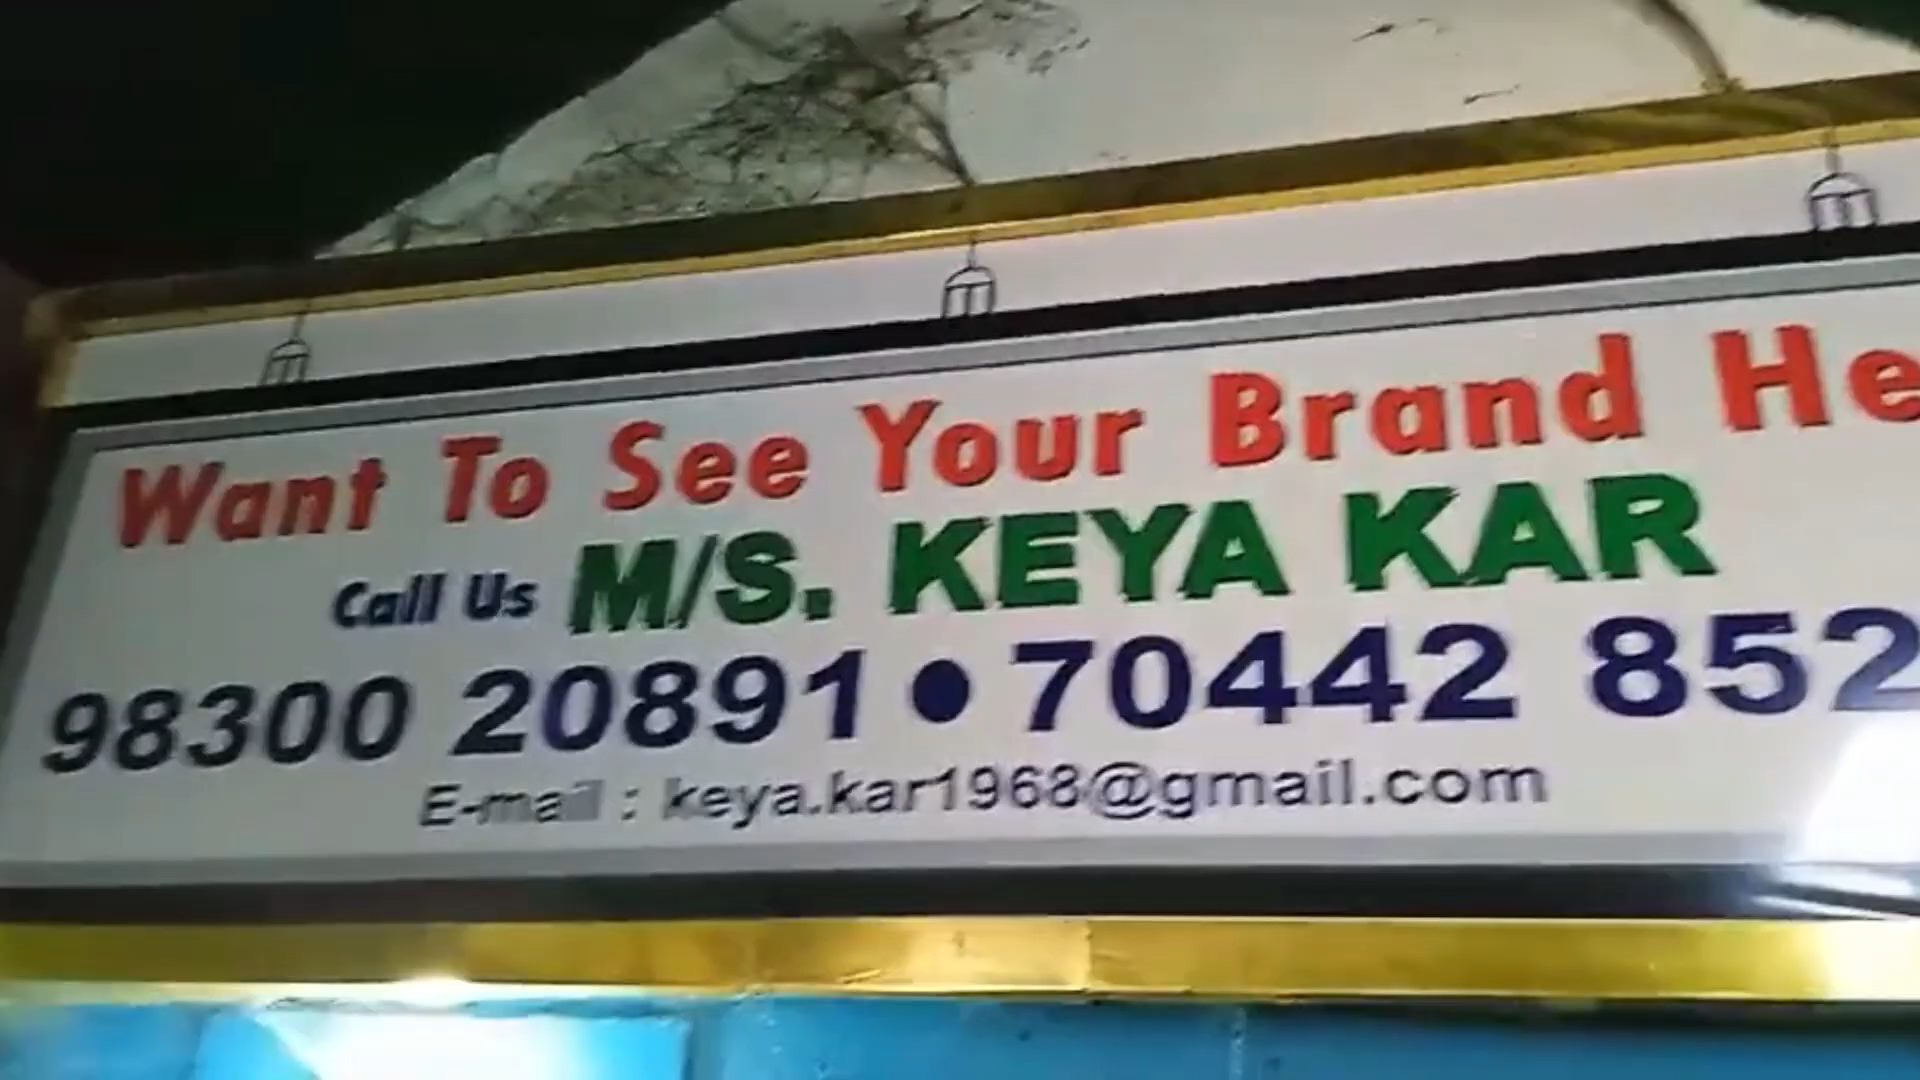 Want To See Your Brand He
Call Us M/S. KEYA KAR
98300 20891 • 70442 852
E-mail : keya.kar1968@gmail.com